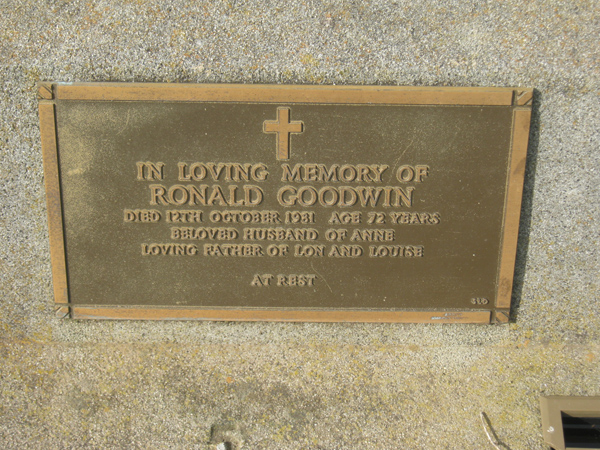 IN LOVING MEMORY OF
RONALD GOODWIN
DIED 12TH OCTOBER 1981 AGE 72 YEARS
BELOVED HUSBAND OF ANNE
LOVING FATHER OF LON AND LOUISE
AT REST